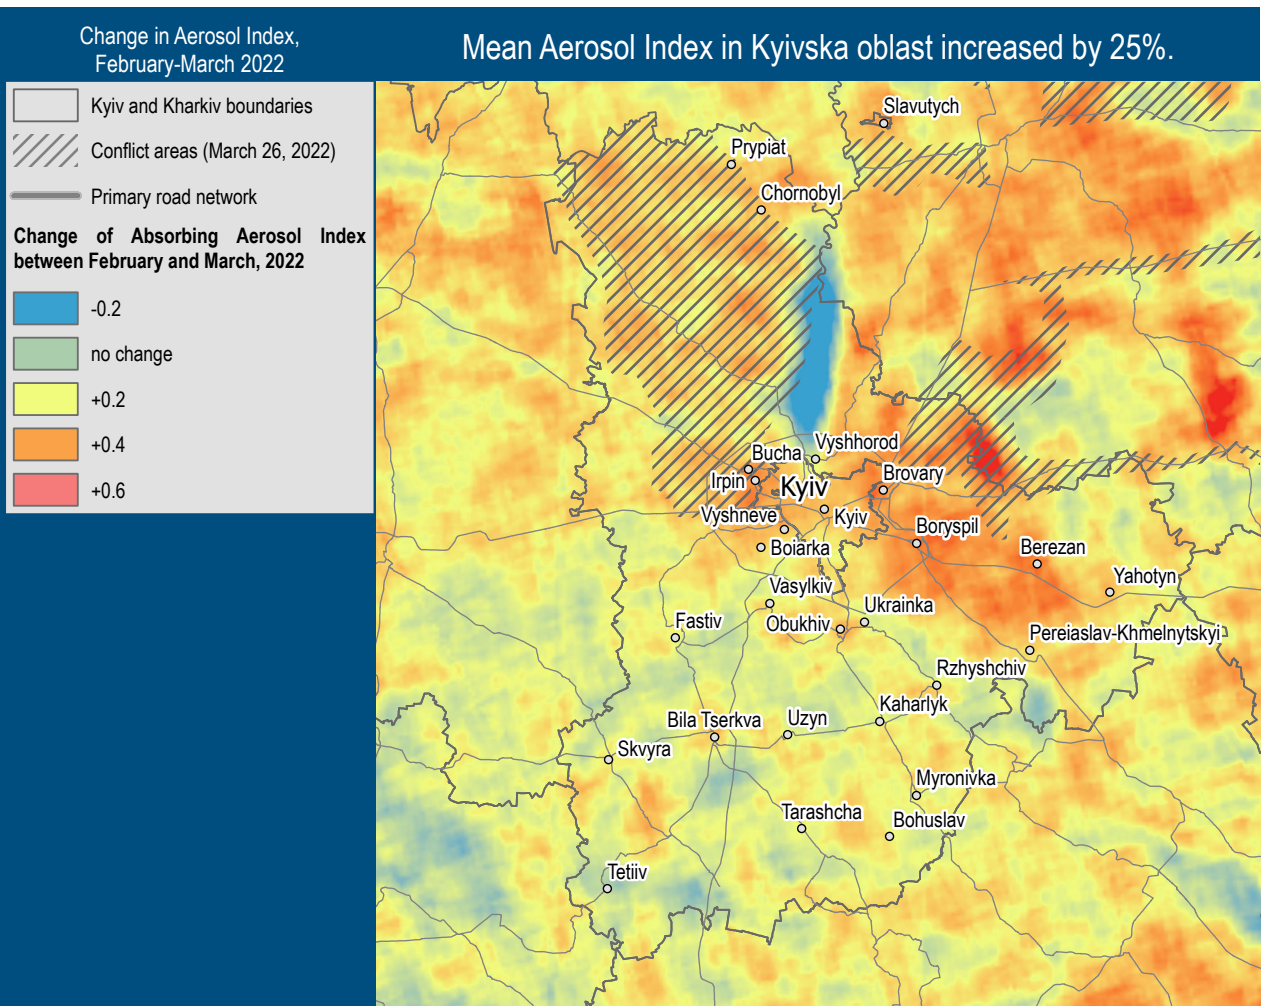 Change in Aerosol Index,
February-March 2022
Mean Aerosol Index in Kyivska oblast increased by 25%.
Kyiv and Kharkiv boundaries
Conflict areas (March 26, 2022)
Primary road network
Change of Absorbing Aerosol Index
between February and March, 2022
-0.2
no change
+0.2
+0.4
+0.6
Slavutych
Prypiat
Chornobyl
Vyshhorod
Bucha
Irpin
Kyiv
Brovary
Vyshneve
Kyiv
Boryspil
Boiarka
Berezan
Yahotyn
Vasylkiv
Ukrainka
Fastiv
Obukhiv
Pereiaslav-Khmelnytskyi
Rzhyshchiv
Kaharlyk
Bila Tserkva
Uzyn
Skvyra
Myronivka
Tarashcha
Bohuslav
Tetiiv